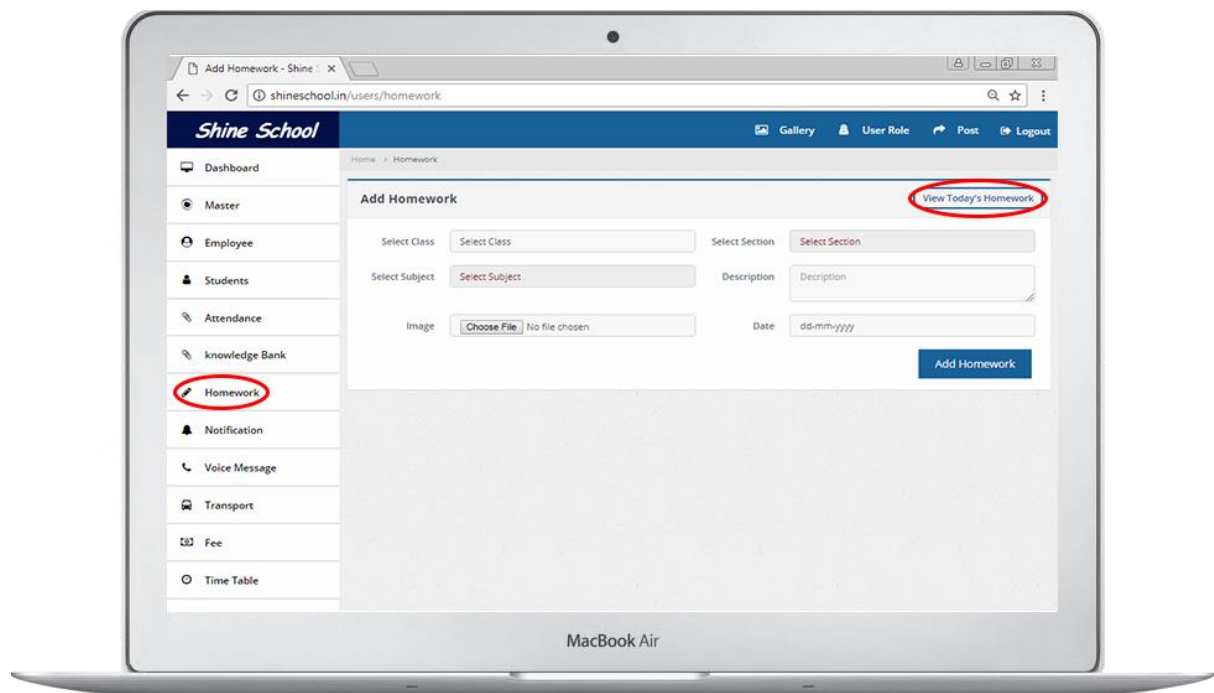 Add Homework - Shine S
shineschool.in/users/homework
Shine School
Gallery
User Role
Post
Logout
Dashboard
Master
Employee
Students
Attendance
knowledge Bank
Homework
Notification
Voice Message
Transport
Fee
Time Table
Home > Homework
Add Homework
View Today's Homework
Select Class Select Class
Select Section Select Section
Select Subject Select Subject
Description Decription
Image Choose File No file chosen
Date dd-mm-yyyy
Add Homework
MacBook Air